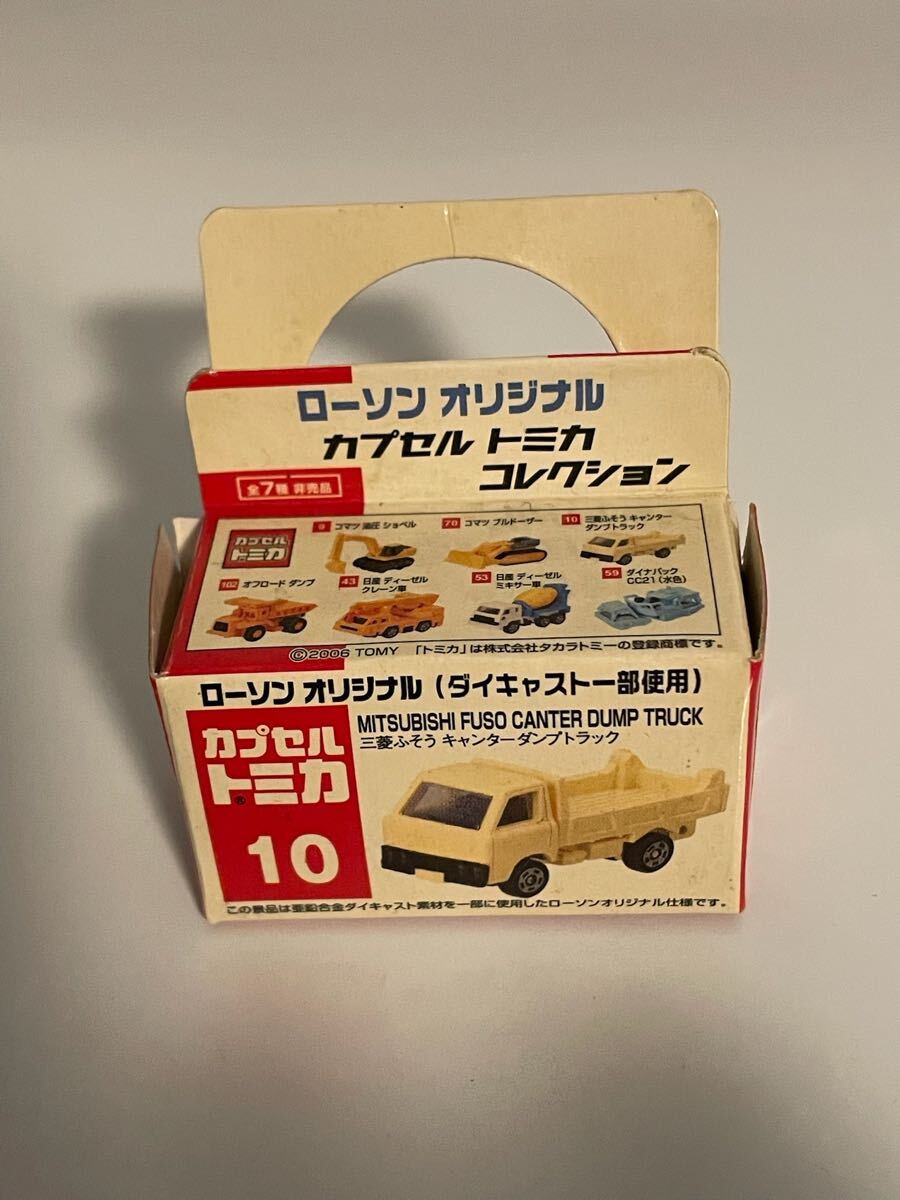 ローソン オリジナル
カプセル トミカ
コレクション
全7種 非売品
カプセル
トミカ
9 コマツ 油圧 ショベル
70 コマツ ブルドーザー
10 三菱ふそう キャンター
ダンプトラック
102 オフロード ダンプ
43 日産 ディーゼル
クレーン車
53 日産 ディーゼル
ミキサー車
59 ダイナパック
CC21(水色)
©2006 TOMY 「トミカ」は株式会社タカラトミーの登録商標です。
ローソン オリジナル(ダイキャスト一部使用)
カプセル
トミカ®
10
MITSUBISHI FUSO CANTER DUMP TRUCK
三菱ふそう キャンターダンプトラック
この景品は亜鉛合金ダイキャスト素材を一部に使用したローソンオリジナル仕様です。